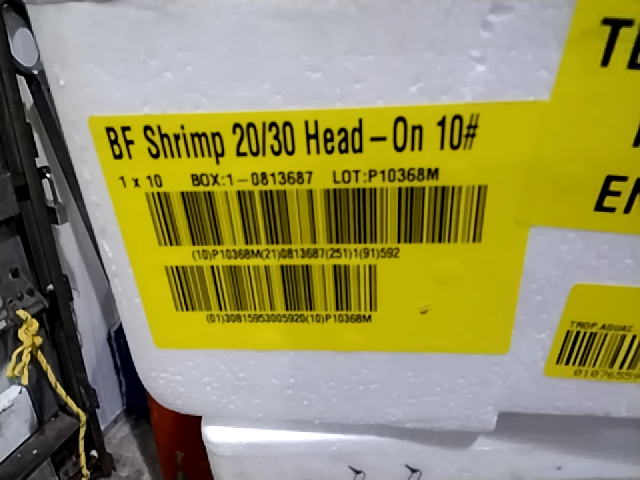 BF Shrimp 20/30 Head-On 10#
1 x 10 BOX:1-0813687 LOT:P10368M
(10)P10368M(21)0813687(251)1(91)592
(01)30815953005920(10)P10368M
TROP.AQUAC